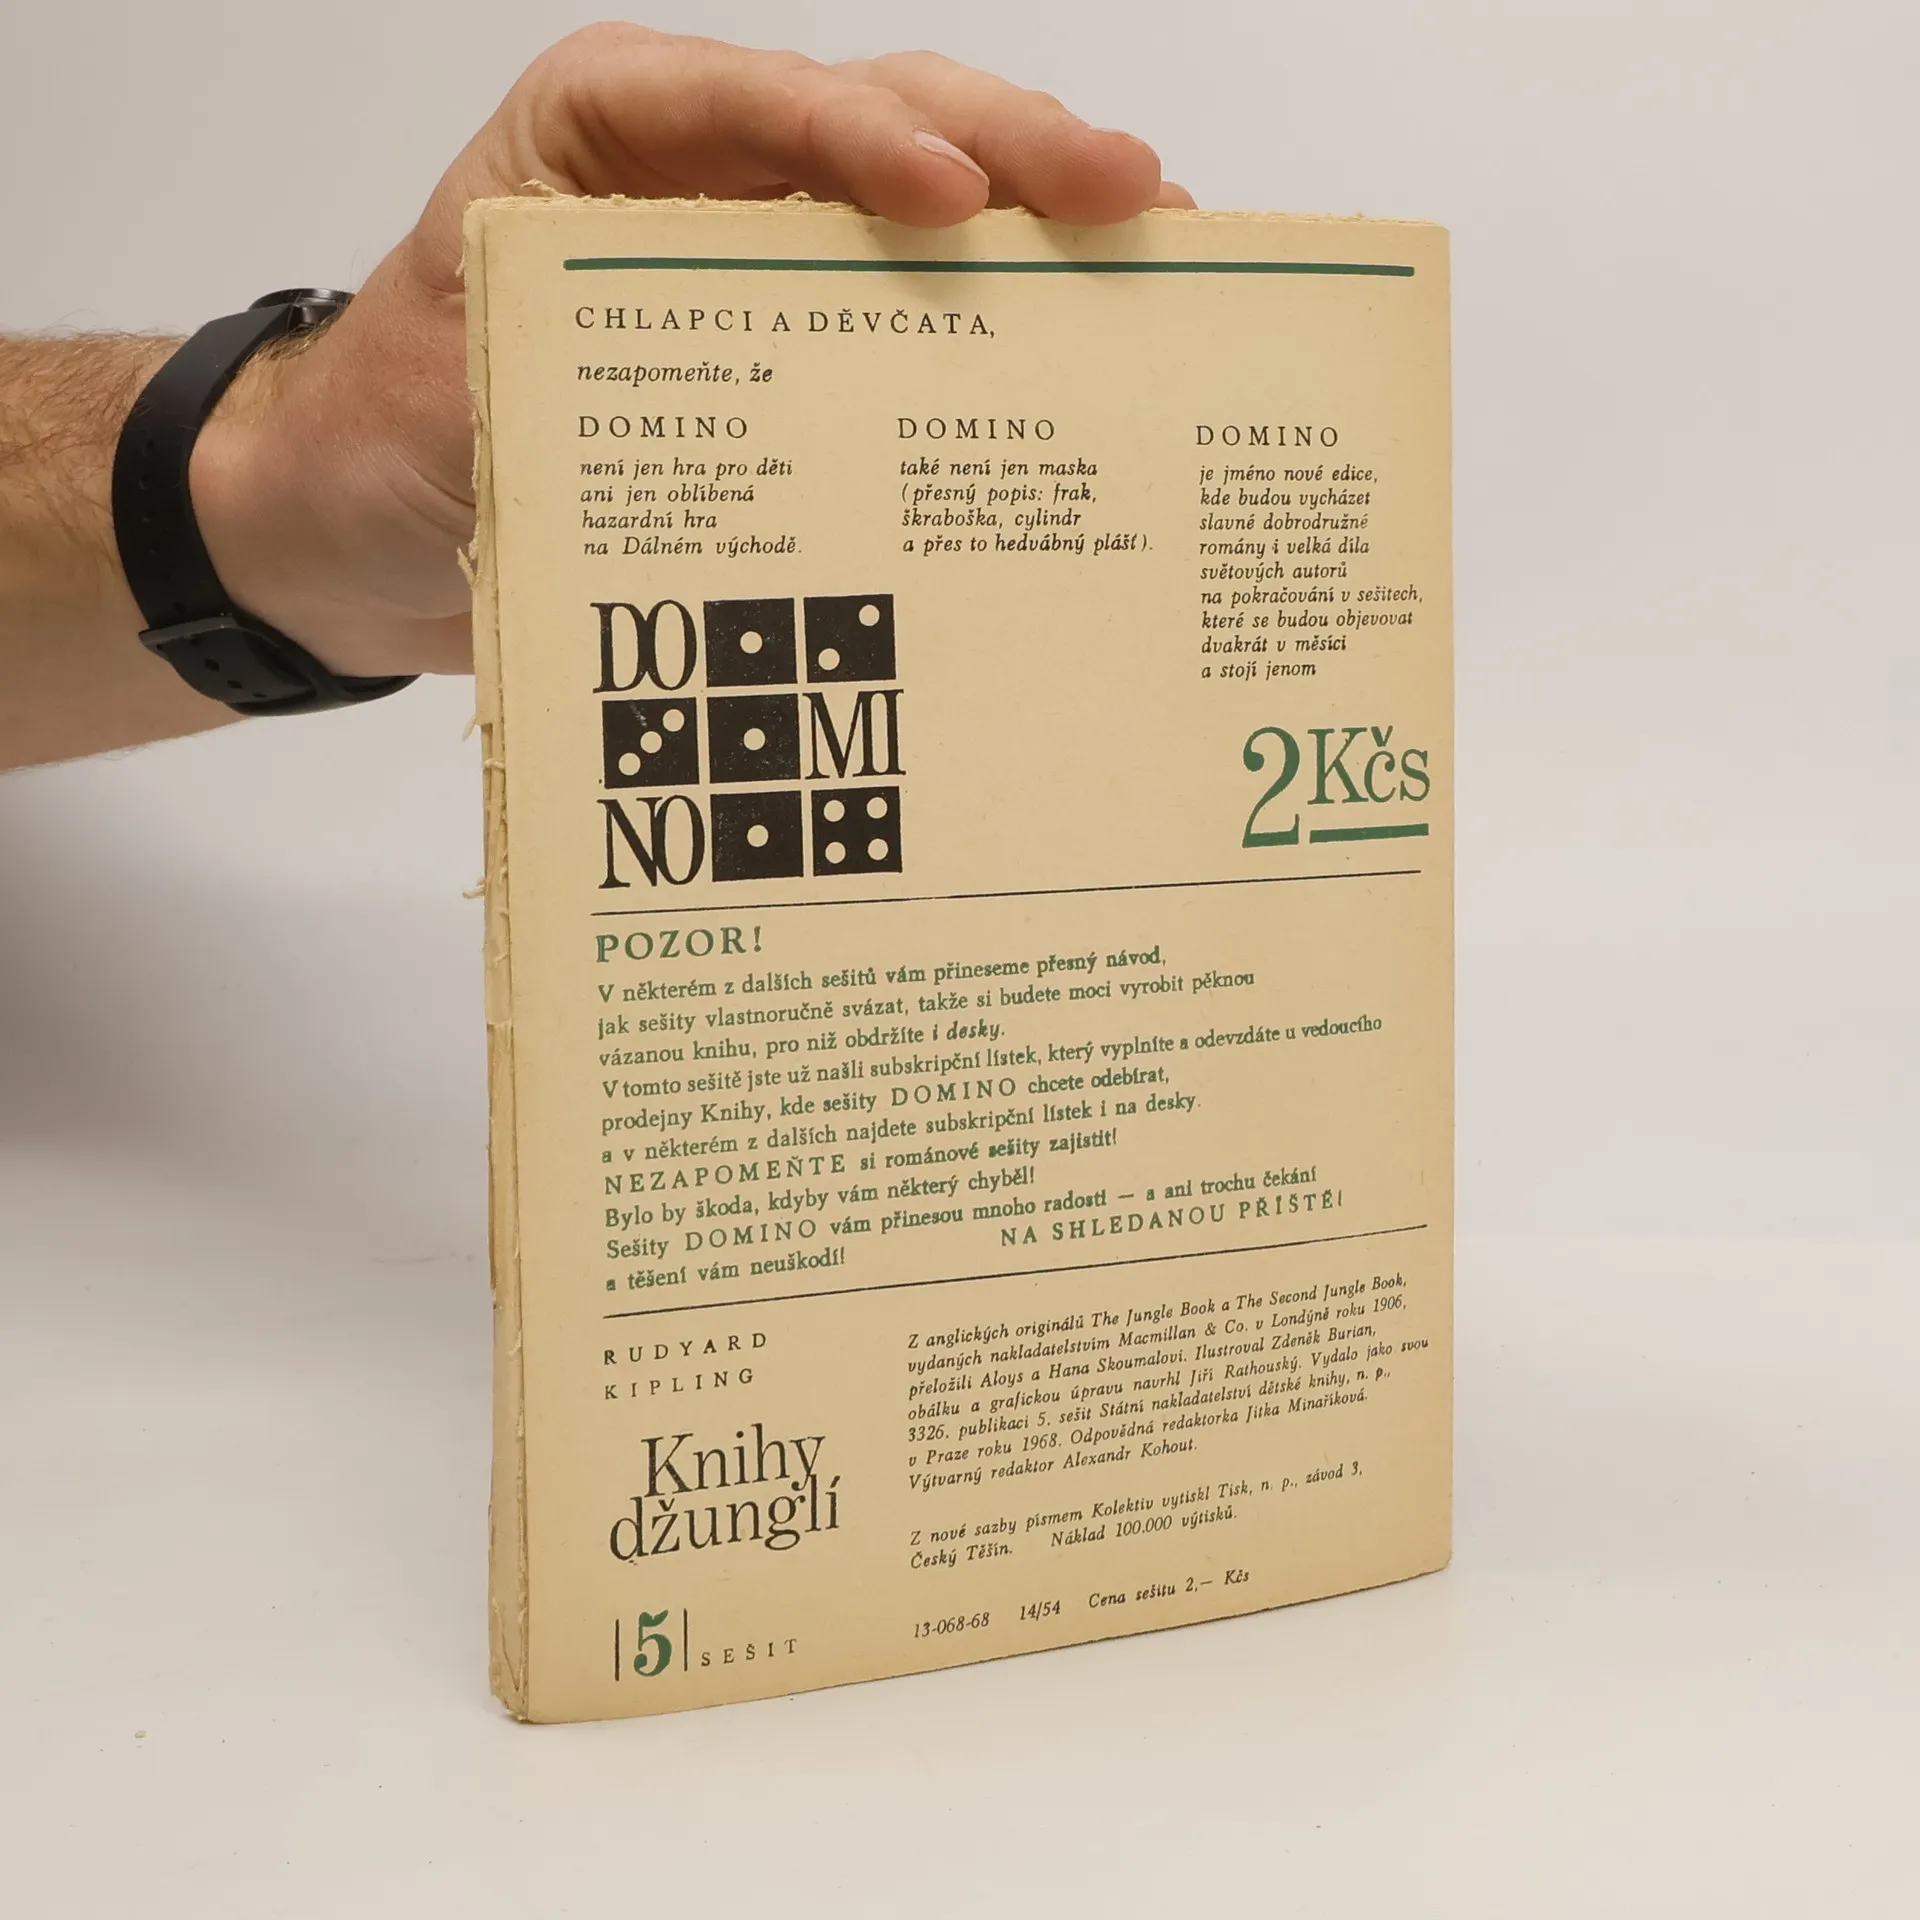 CHLAPCI A DĚVČATA,
nezapomeňte, že
DOMINO
není jen hra pro děti
ani jen oblíbená
hazardní hra
na Dálném východě.
DOMINO
také není jen maska
(přesný popis: frak,
škraboška, cylindr
a přes to hedvábný plášť).
DOMINO
je jméno nové edice,
kde budou vycházet
slavné dobrodružné
romány i velká díla
světových autorů
na pokračování v sešitech,
které se budou objevovat
dvakrát v měsíci
a stojí jenom
2 Kčs
DO
MI
NO
POZOR!
V některém z dalších sešitů vám přineseme přesný návod,
jak sešity vlastnoručně svázat, takže si budete moci vyrobit pěknou
vázanou knihu, pro niž obdržíte i desky.
V tomto sešitě jste už našli subskripční lístek, který vyplníte a odevzdáte u vedoucího
prodejny Knihy, kde sešity DOMINO chcete odebírat,
a v některém z dalších najdete subskripční lístek i na desky.
NEZAPOMEŇTE si románové sešity zajistit!
Bylo by škoda, kdyby vám některý chyběl!
Sešity DOMINO vám přinesou mnoho radosti — a ani trochu čekání
a těšení vám neuškodí! NA SHLEDANOU PŘÍŠTĚ!
RUDYARD
KIPLING
Knihy
džunglí
5 SEŠIT
Z anglických originálů The Jungle Book a The Second Jungle Book,
vydaných nakladatelstvím Macmillan & Co. v Londýně roku 1906,
přeložili Aloys a Hana Skoumalovi. Ilustroval Zdeněk Burian,
obálku a grafickou úpravu navrhl Jiří Rathouský. Vydalo jako svou
3326. publikaci 5. sešit Státní nakladatelství dětské knihy, n. p.,
v Praze roku 1968. Odpovědná redaktorka Jitka Minaříková.
Výtvarný redaktor Alexandr Kohout.
Z nové sazby písmem Kolektiv vytiskl Tisk, n. p., závod 3,
Český Těšín. Náklad 100.000 výtisků.
13-068-68 14/54 Cena sešitu 2,— Kčs